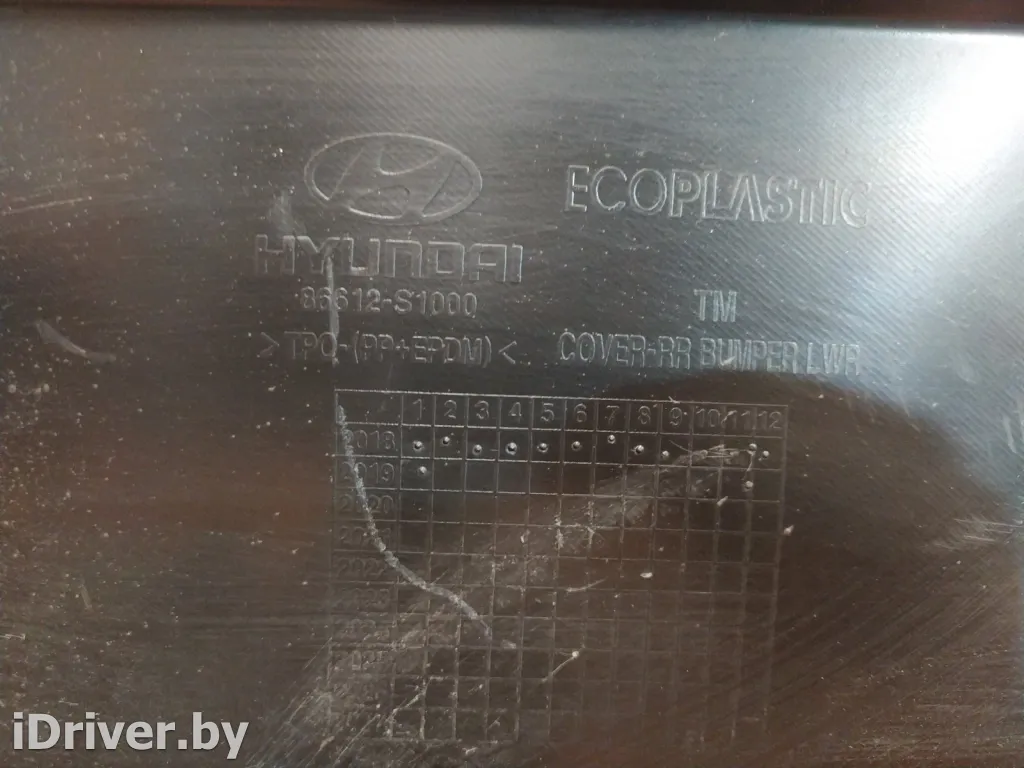 HYUNDAI
ECOPLASTIC
86612-S1000
TM
>TPO-(PP+EPDM)<
COVER-RR BUMPER LWR
1 2 3 4 5 6 7 8 9 10 11 12
2018
2019
2020
iDriver.by